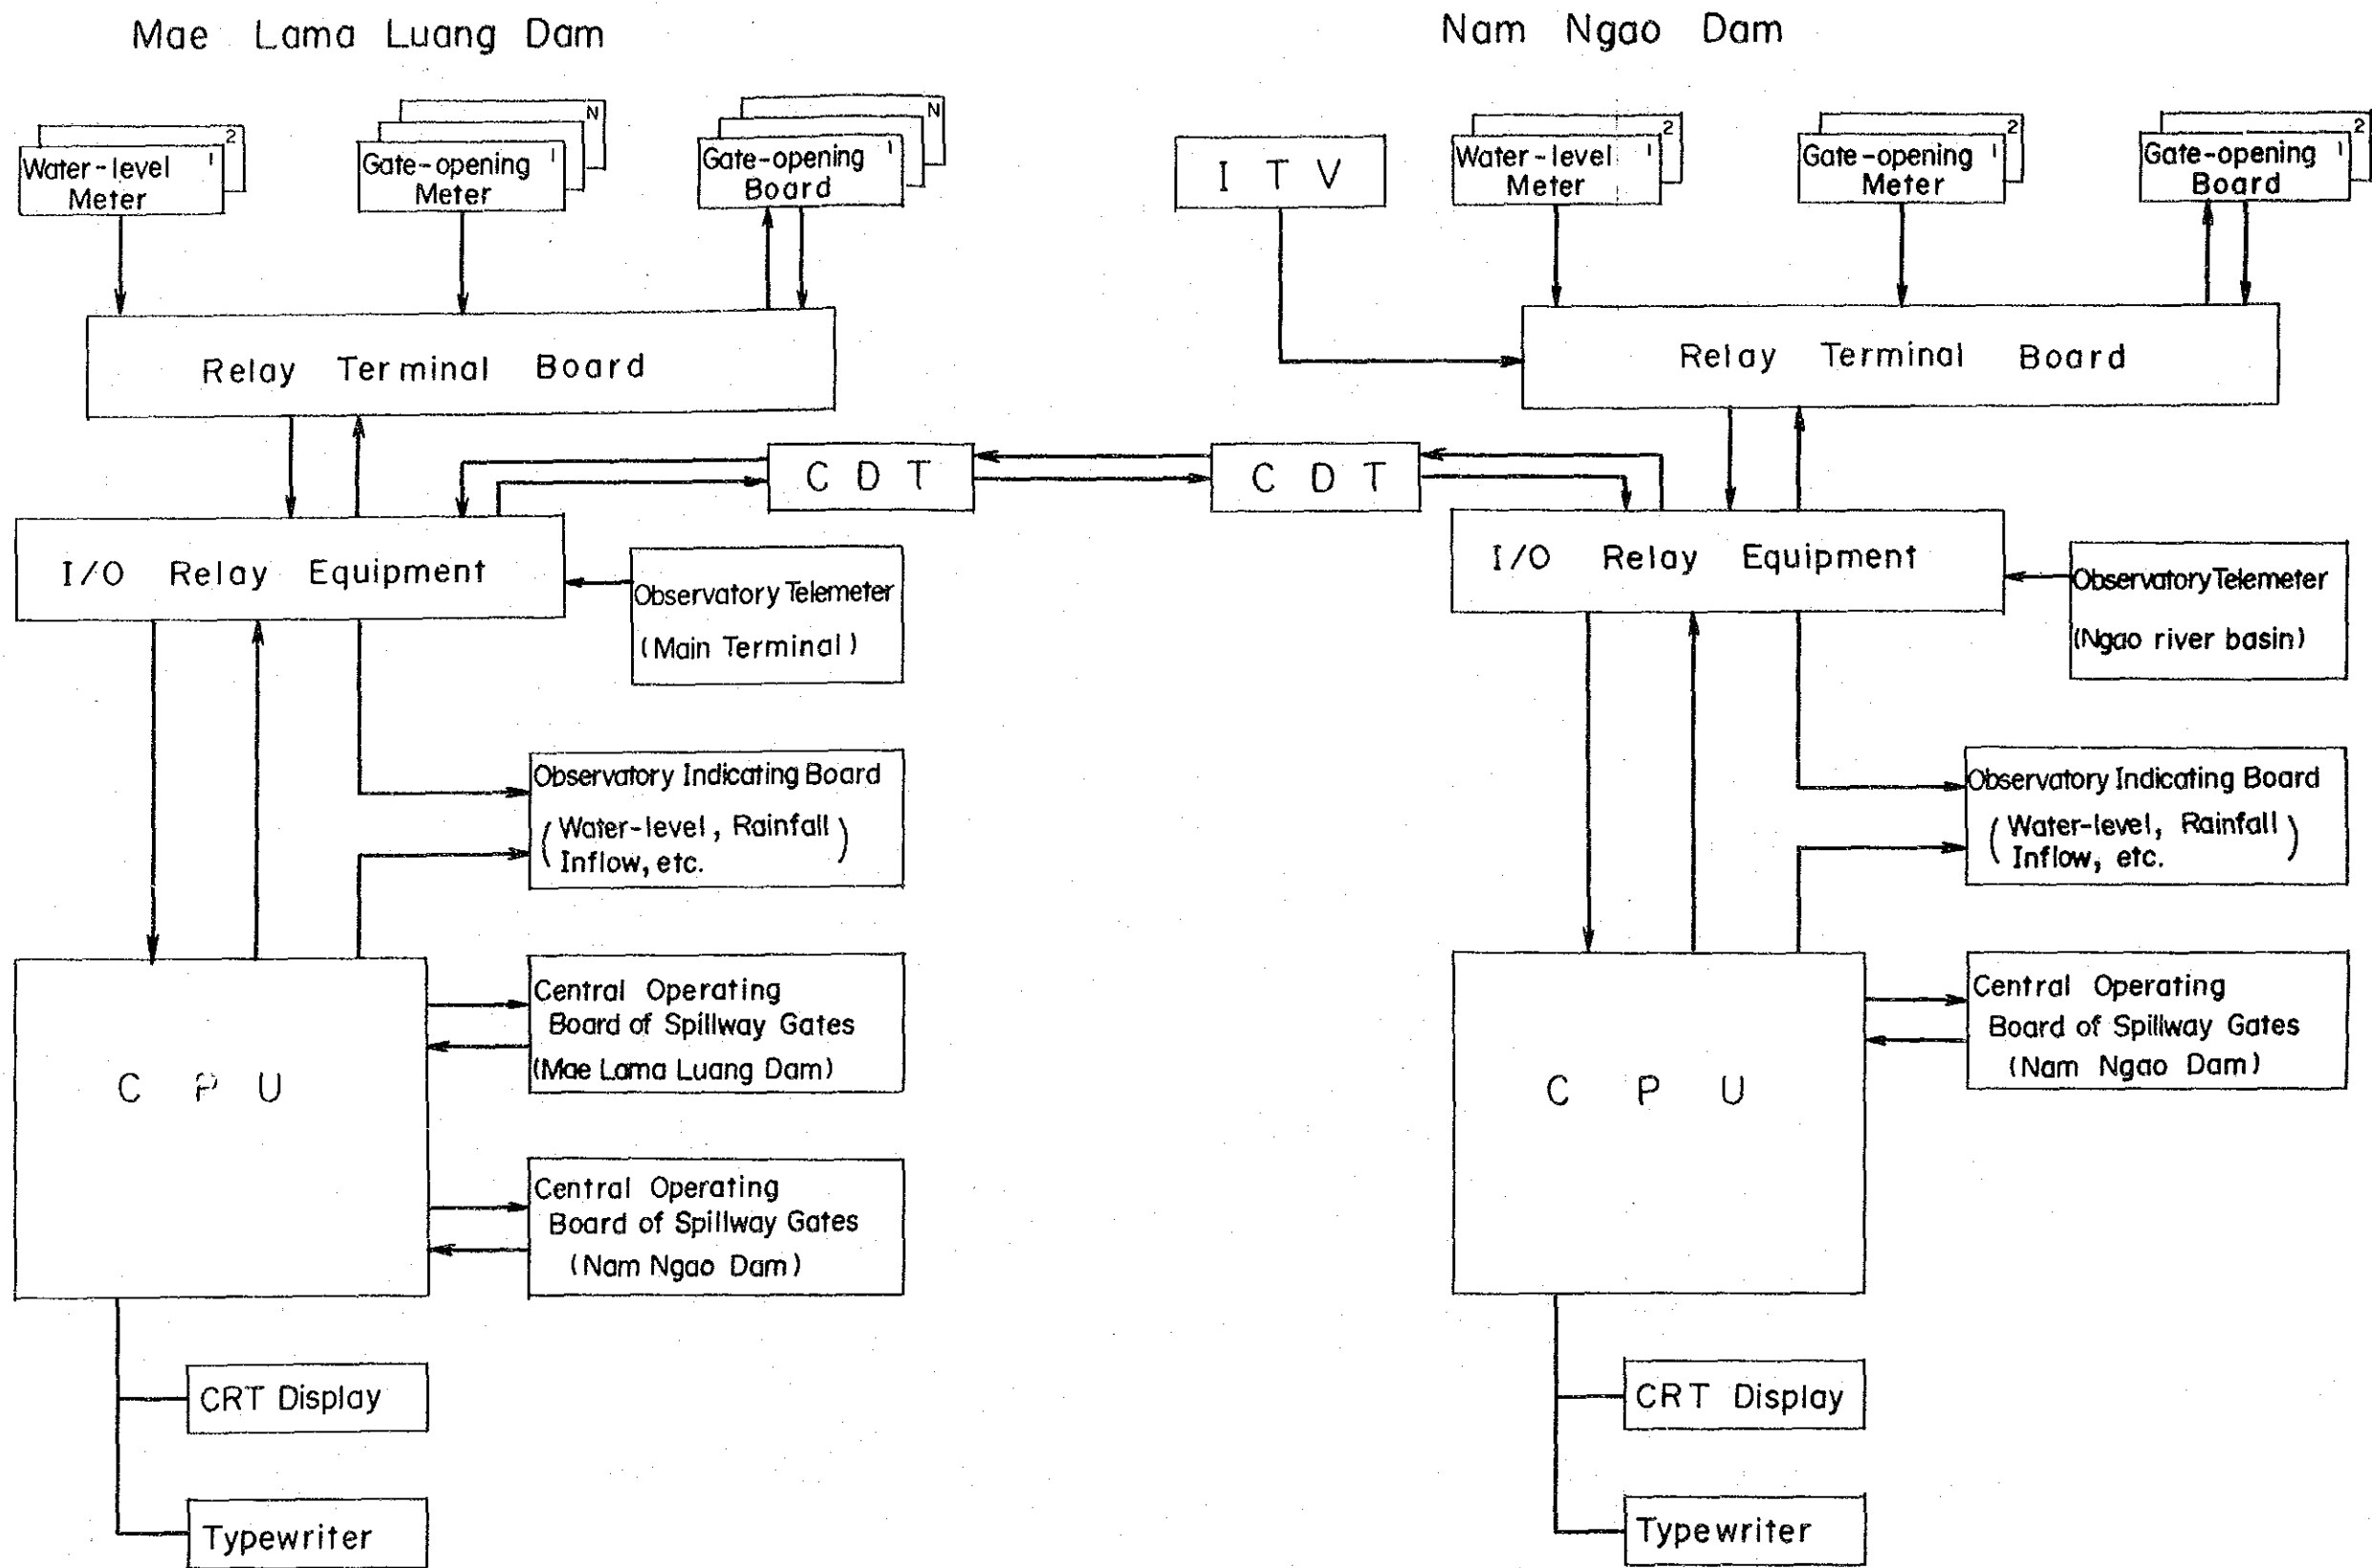 Mae Lama Luang Dam
2
1
Water-level
Meter
N
1
Gate-opening
Meter
N
1
Gate-opening
Board
Relay Terminal Board
C D T
I/O Relay Equipment
Observatory Telemeter
(Main Terminal)
Observatory Indicating Board
(Water-level, Rainfall)
Inflow, etc.
C P U
Central Operating
Board of Spillway Gates
(Mae Lama Luang Dam)
Central Operating
Board of Spillway Gates
(Nam Ngao Dam)
CRT Display
Typewriter
Nam Ngao Dam
I T V
2
1
Water-level
Meter
2
1
Gate-opening
Meter
2
1
Gate-opening
Board
Relay Terminal Board
C D T
I/O Relay Equipment
Observatory Telemeter
(Ngao river basin)
Observatory Indicating Board
(Water-level, Rainfall)
Inflow, etc.
C P U
Central Operating
Board of Spillway Gates
(Nam Ngao Dam)
CRT Display
Typewriter